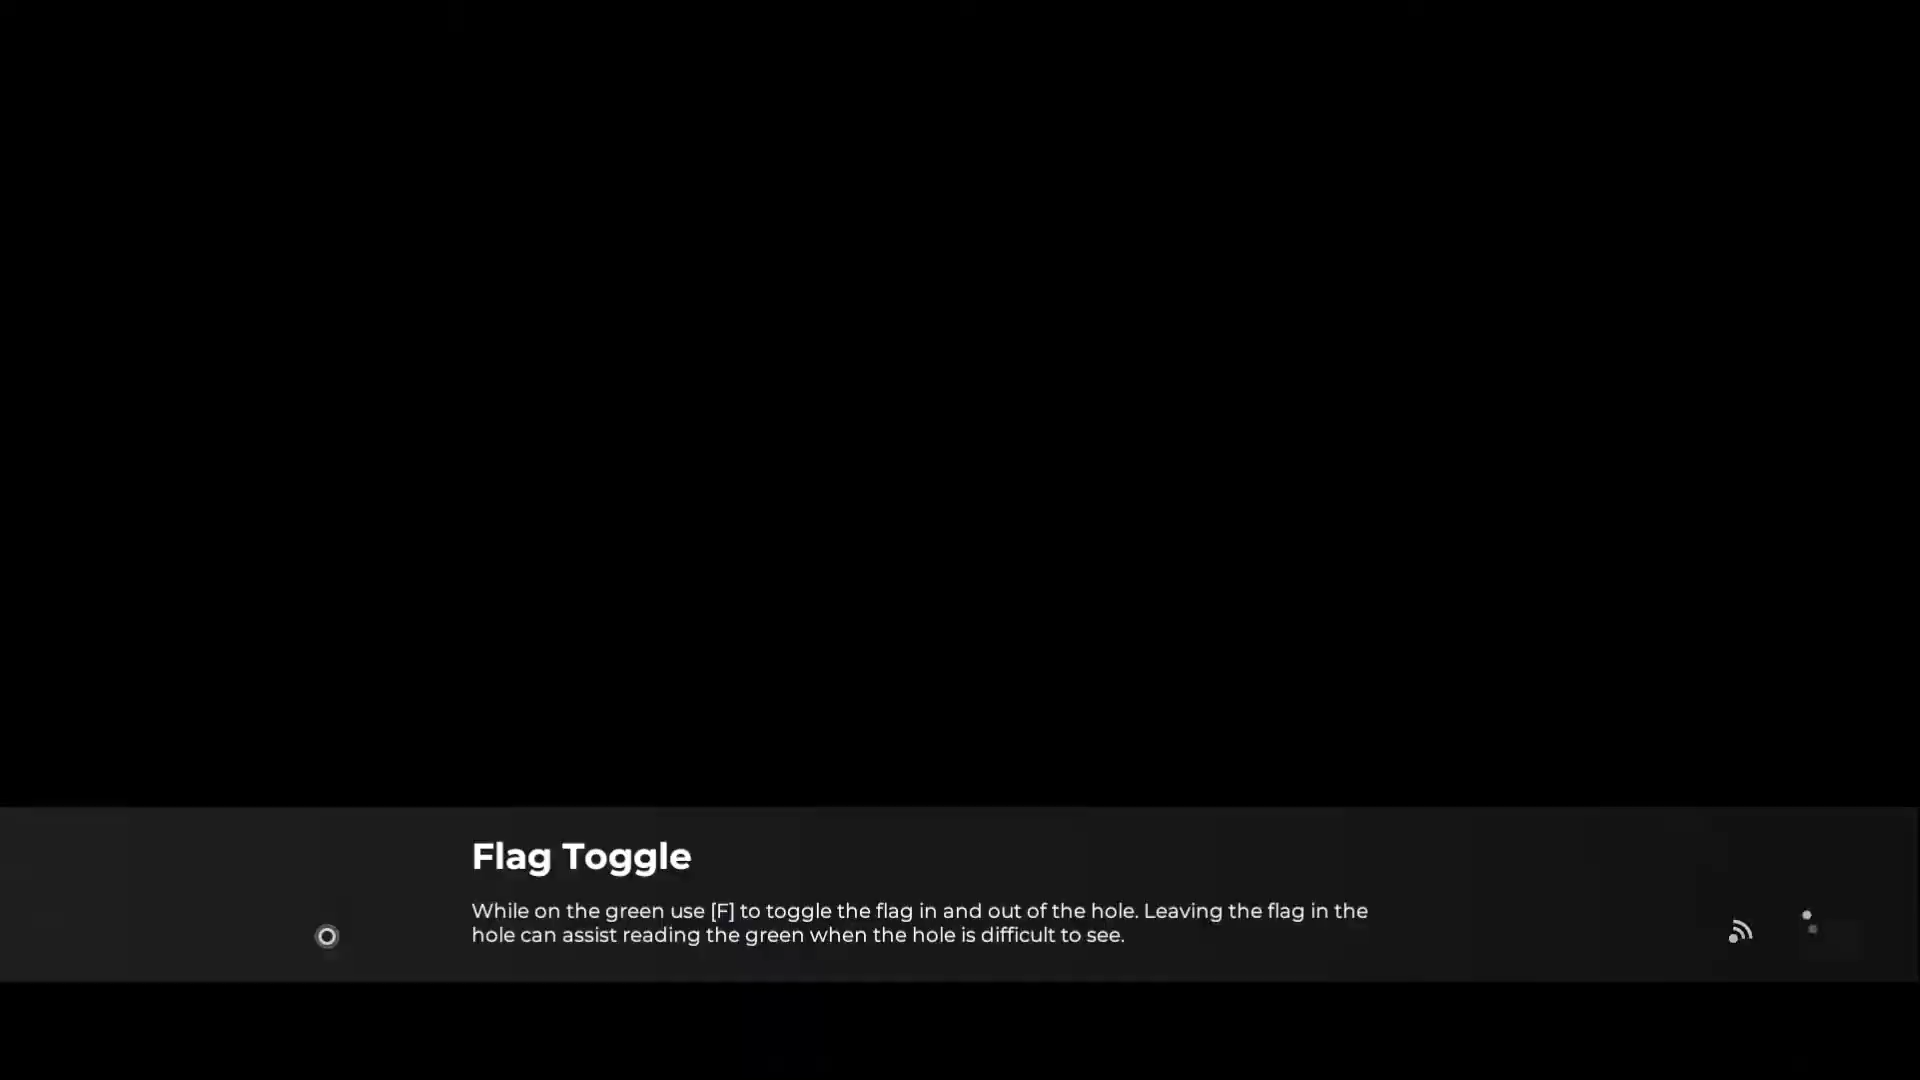 Flag Toggle
While on the green use [F] to toggle the flag in and out of the hole. Leaving the flag in the
hole can assist reading the green when the hole is difficult to see.